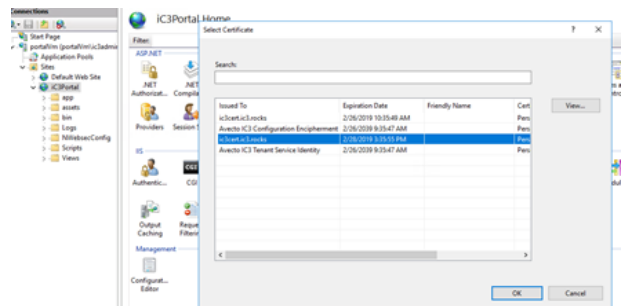 Connections
Start Page
portalVm (portalVm\ic3admin
Application Pools
Sites
Default Web Site
iC3Portal
app
assets
bin
Logs
NWebsecConfig
Scripts
Views
iC3Portal Home
Filter:
ASP.NET
.NET
Authorizat...
.NET
Compila
Providers
Session S
IIS
Authentic...
CGI
Output
Caching
Reque
Filterin
Management
Configurat...
Editor
Select Certificate
?
Search:
Issued To Expiration Date Friendly Name Cert
ic3cert.ic3.rocks 2/26/2019 10:35:48 AM Pers
Avecto IC3 Configuration Encipherment 2/26/2039 9:35:47 AM Pers
ic3cert.ic3.rocks 2/28/2019 3:35:55 PM Pers
Avecto IC3 Tenant Service Identity 2/26/2039 9:35:47 AM Pers
View...
OK Cancel